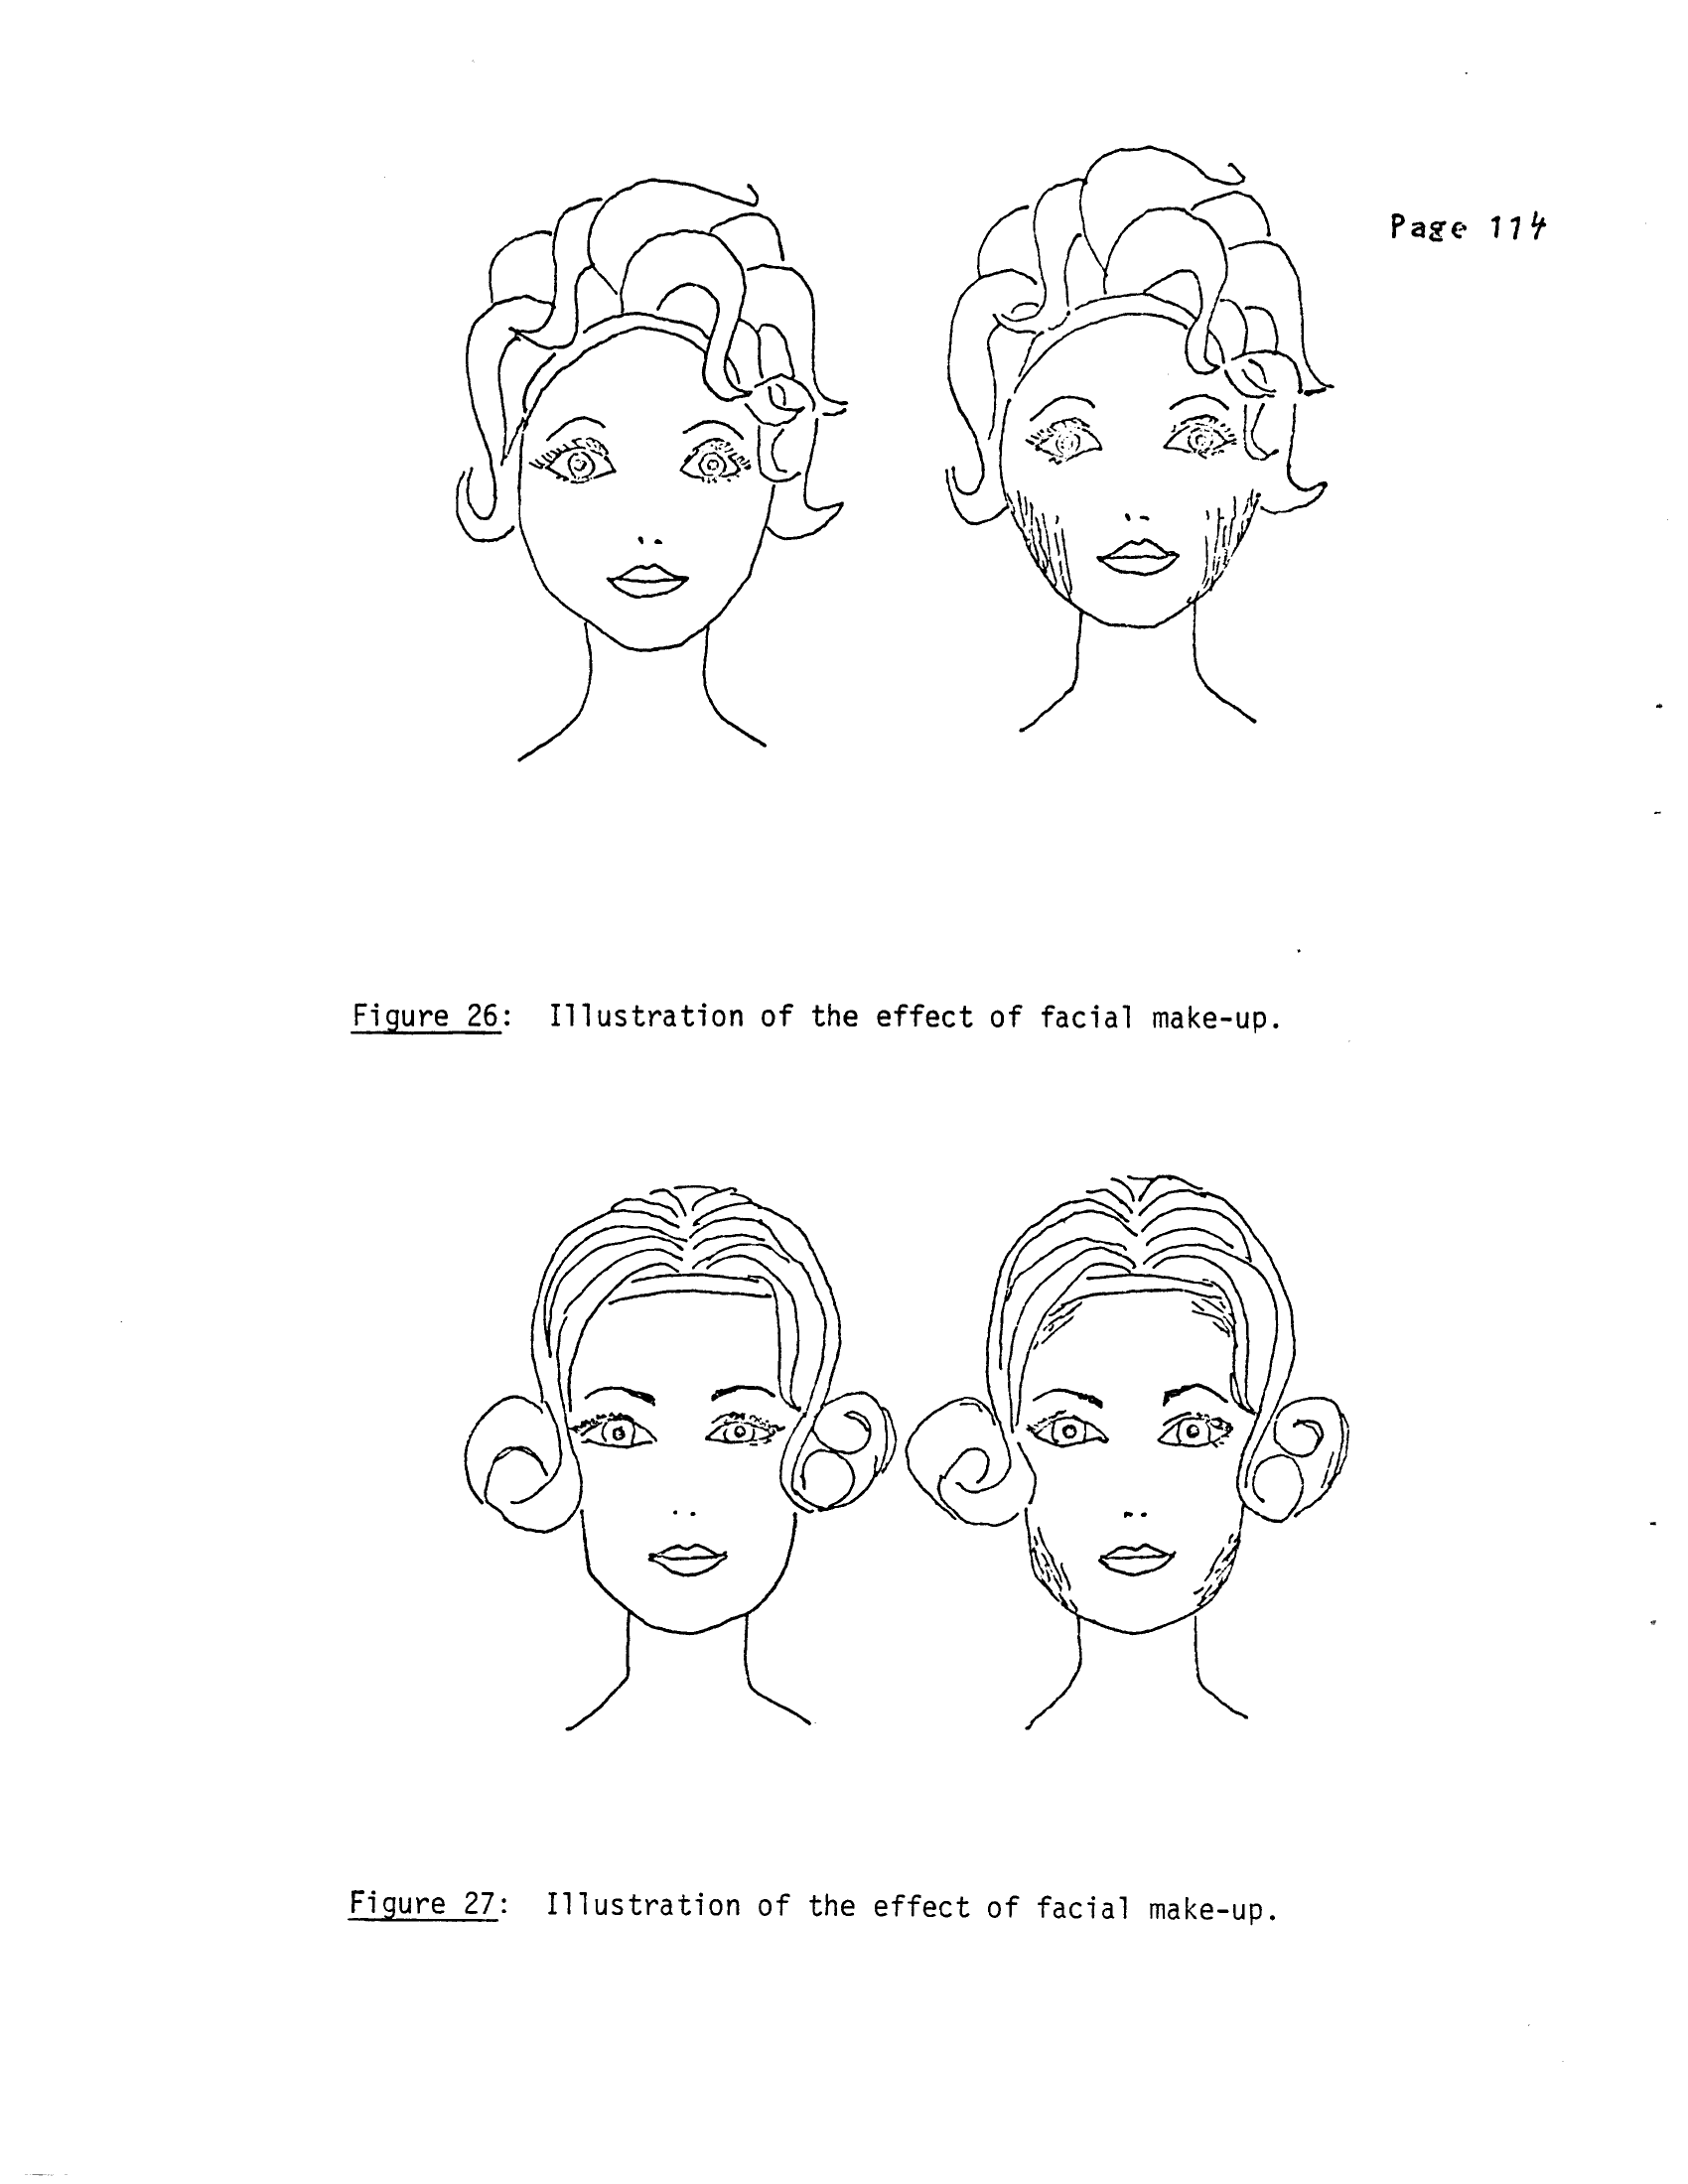 Page 114
Figure 26: Illustration of the effect of facial make-up.
Figure 27: Illustration of the effect of facial make-up.